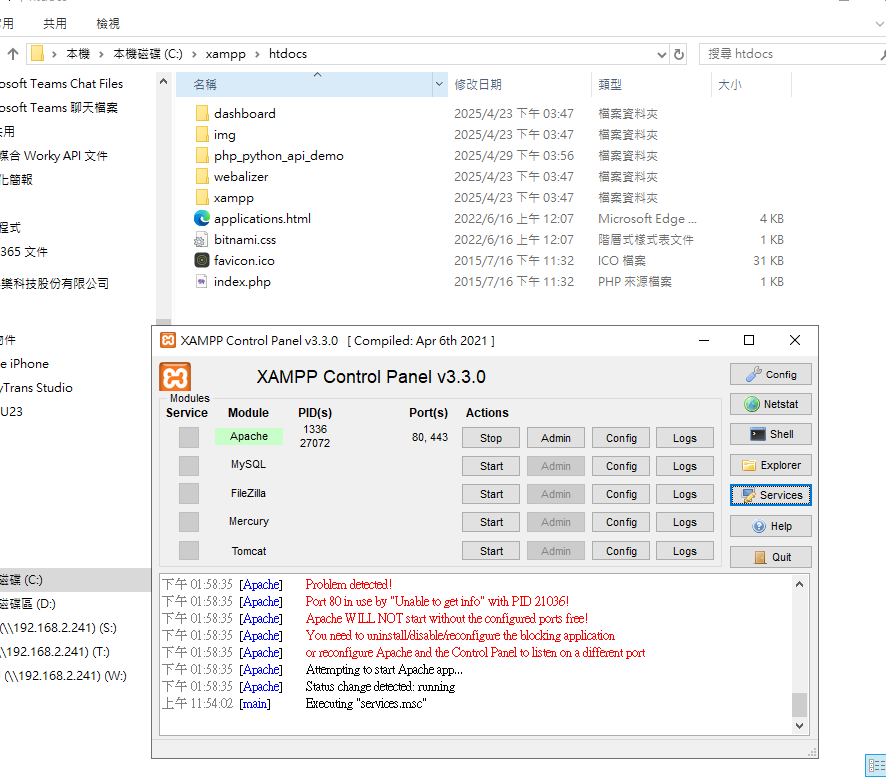 共用 檢視
本機 本機磁碟 (C:) xampp htdocs 搜尋 htdocs
osoft Teams Chat Files
osoft Teams 聊天檔案
共用
媒合 Worky API 文件
化簡報
程式
365 文件
樂科技股份有限公司
物件
e iPhone
yTrans Studio
U23
磁碟 (C:)
磁碟區 (D:)
(\\192.168.2.241) (S:)
\\192.168.2.241) (T:)
(\\192.168.2.241) (W:)
名稱 修改日期 類型 大小
dashboard 2025/4/23 下午 03:47 檔案資料夾
img 2025/4/23 下午 03:47 檔案資料夾
php_python_api_demo 2025/4/29 下午 03:56 檔案資料夾
webalizer 2025/4/23 下午 03:47 檔案資料夾
xampp 2025/4/23 下午 03:47 檔案資料夾
applications.html 2022/6/16 上午 12:07 Microsoft Edge ... 4 KB
bitnami.css 2022/6/16 上午 12:07 階層式樣式表文件 1 KB
favicon.ico 2015/7/16 下午 11:32 ICO 檔案 31 KB
index.php 2015/7/16 下午 11:32 PHP 來源檔案 1 KB
XAMPP Control Panel v3.3.0 [ Compiled: Apr 6th 2021 ]
XAMPP Control Panel v3.3.0 Config
Modules
Service Module PID(s) Port(s) Actions Netstat
Apache 1336 27072 80, 443 Stop Admin Config Logs Shell
MySQL Start Admin Config Logs Explorer
FileZilla Start Admin Config Logs Services
Mercury Start Admin Config Logs Help
Tomcat Start Admin Config Logs Quit
下午 01:58:35 [Apache] Problem detected!
下午 01:58:35 [Apache] Port 80 in use by "Unable to get info" with PID 21036!
下午 01:58:35 [Apache] Apache WILL NOT start without the configured ports free!
下午 01:58:35 [Apache] You need to uninstall/disable/reconfigure the blocking application
下午 01:58:35 [Apache] or reconfigure Apache and the Control Panel to listen on a different port
下午 01:58:35 [Apache] Attempting to start Apache app...
下午 01:58:35 [Apache] Status change detected: running
上午 11:54:02 [main] Executing "services.msc"